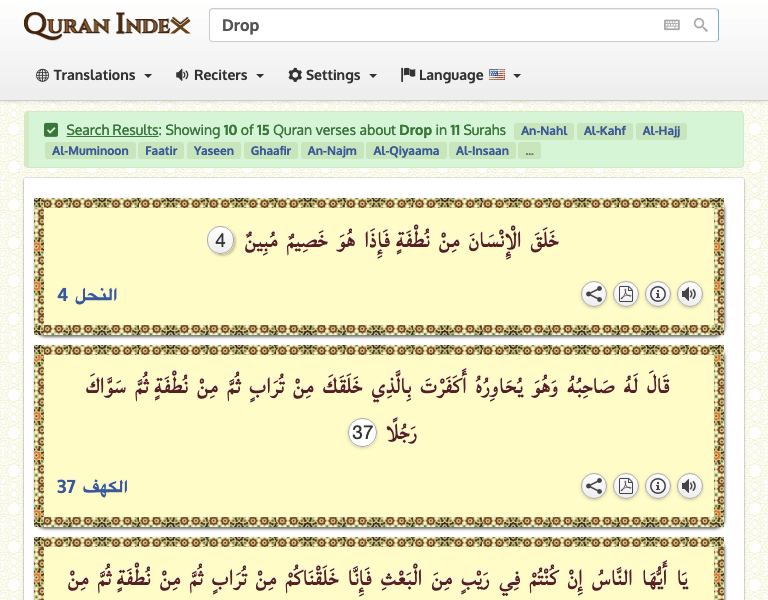 QURAN INDEX
Drop
Translations Reciters Settings Language
Search Results: Showing 10 of 15 Quran verses about Drop in 11 Surahs An-Nahl Al-Kahf Al-Hajj
Al-Muminoon Faatir Yaseen Ghaafir An-Najm Al-Qiyaama Al-Insaan ...
خَلَقَ الْإِنْسَانَ مِنْ نُطْفَةٍ فَإِذَا هُوَ خَصِيمٌ مُبِينٌ 4
النحل 4
قَالَ لَهُ صَاحِبُهُ وَهُوَ يُحَاوِرُهُ أَكَفَرْتَ بِالَّذِي خَلَقَكَ مِنْ تُرَابٍ ثُمَّ مِنْ نُطْفَةٍ ثُمَّ سَوَّاكَ
رَجُلًا 37
الكهف 37
يَا أَيُّهَا النَّاسُ إِنْ كُنْتُمْ فِي رَيْبٍ مِنَ الْبَعْثِ فَإِنَّا خَلَقْنَاكُمْ مِنْ تُرَابٍ ثُمَّ مِنْ نُطْفَةٍ ثُمَّ مِنْ